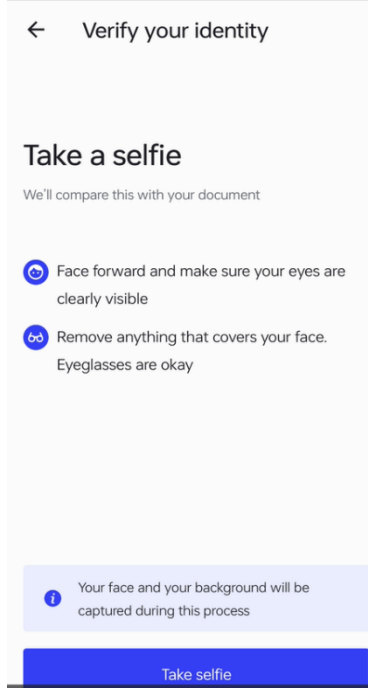 Verify your identity
Take a selfie
We'll compare this with your document
Face forward and make sure your eyes are
clearly visible
Remove anything that covers your face.
Eyeglasses are okay
Your face and your background will be
captured during this process
Take selfie